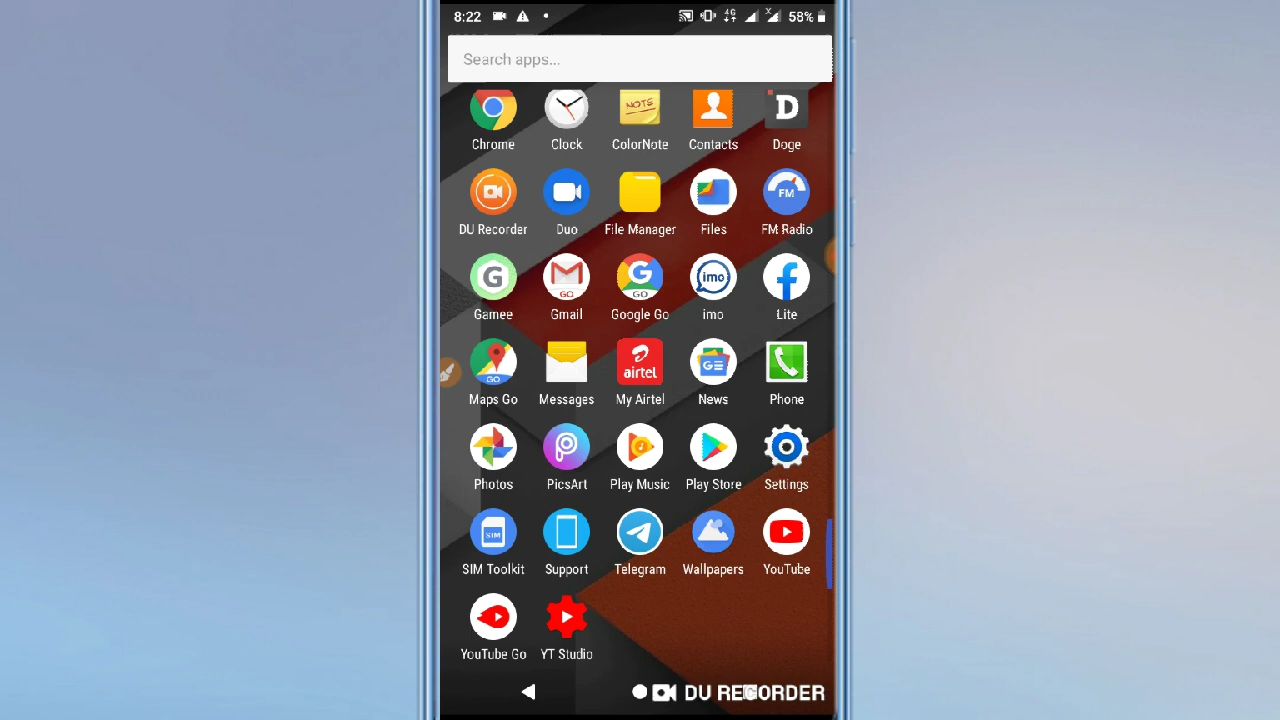 8:22 4G 58%
Search apps...
NOTE D
Chrome Clock ColorNote Contacts Doge
FM
DU Recorder Duo File Manager Files FM Radio
G GO G GO imo f
Gamee Gmail Google Go imo Lite
GO airtel GE
Maps Go Messages My Airtel News Phone
Photos PicsArt Play Music Play Store Settings
SIM
SIM Toolkit Support Telegram Wallpapers YouTube
YouTube Go YT Studio
DU RECORDER